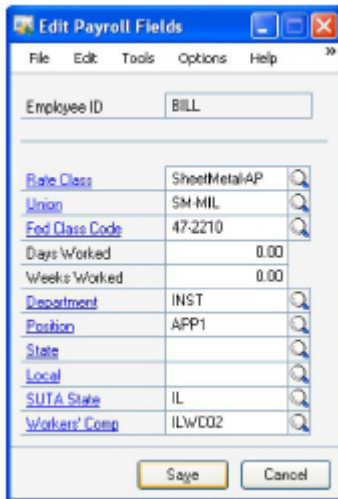 Edit Payroll Fields
File Edit Tools Options Help »
Employee ID BILL
Rate Class SheetMetal-AP
Union SM-MIL
Fed Class Code 47-2210
Days Worked 0.00
Weeks Worked 0.00
Department INST
Position APP1
State
Local
SUTA State IL
Workers' Comp ILWC02
Save Cancel